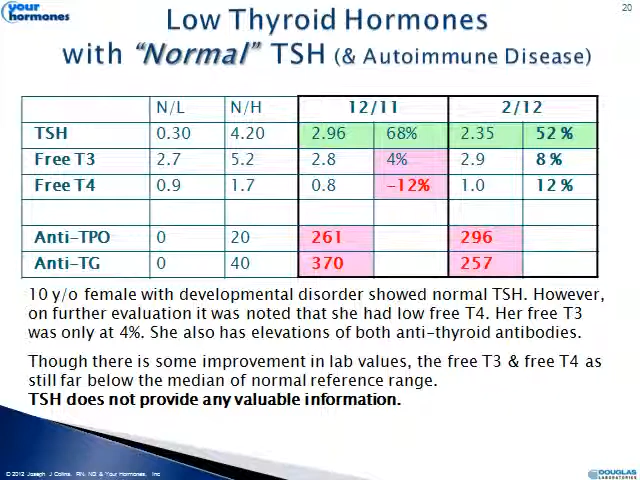 your hormones
20
Low Thyroid Hormones
with “Normal” TSH (& Autoimmune Disease)
N/L N/H 12/11 2/12
TSH 0.30 4.20 2.96 68% 2.35 52 %
Free T3 2.7 5.2 2.8 4% 2.9 8 %
Free T4 0.9 1.7 0.8 -12% 1.0 12 %
Anti-TPO 0 20 261 296
Anti-TG 0 40 370 257
10 y/o female with developmental disorder showed normal TSH. However,
on further evaluation it was noted that she had low free T4. Her free T3
was only at 4%. She also has elevations of both anti-thyroid antibodies.
Though there is some improvement in lab values, the free T3 & free T4 as
still far below the median of normal reference range.
TSH does not provide any valuable information.
© 2012 Joseph J Collins, RN, ND & Your Hormones, Inc
DOUGLAS
LABORATORIES